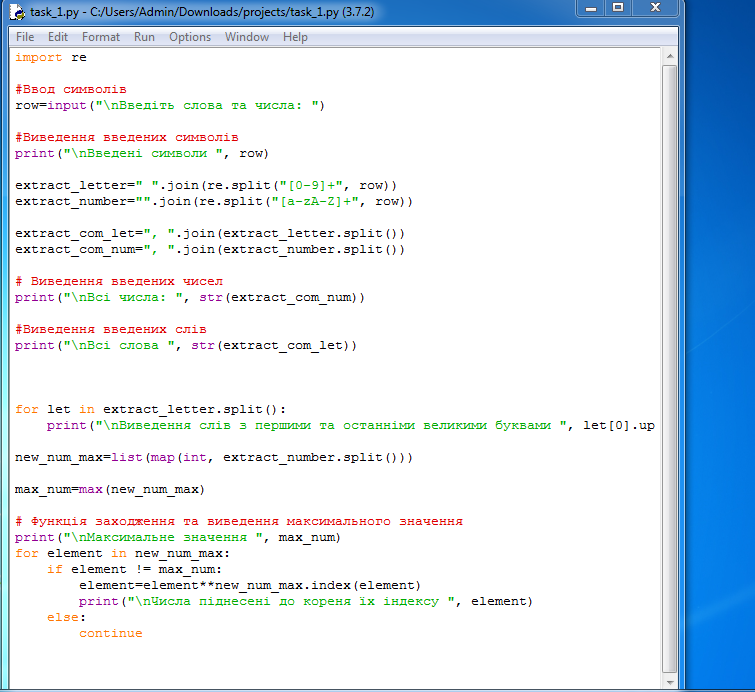 task_1.py - C:/Users/Admin/Downloads/projects/task_1.py (3.7.2)
File Edit Format Run Options Window Help
import re
#Ввод символів
row=input("\nВведіть слова та числа: ")
#Виведення введених символів
print("\nВведені символи ", row)
extract_letter=" ".join(re.split("[0-9]+", row))
extract_number="".join(re.split("[a-zA-Z]+", row))
extract_com_let=", ".join(extract_letter.split())
extract_com_num=", ".join(extract_number.split())
# Виведення введених чисел
print("\nВсі числа: ", str(extract_com_num))
#Виведення введених слів
print("\nВсі слова ", str(extract_com_let))
for let in extract_letter.split():
    print("\nВиведення слів з першими та останніми великими буквами ", let[0].up
new_num_max=list(map(int, extract_number.split()))
max_num=max(new_num_max)
# Функція заходження та виведення максимального значення
print("\nМаксимальне значення ", max_num)
for element in new_num_max:
    if element != max_num:
        element=element**new_num_max.index(element)
        print("\nЧисла піднесені до кореня їх індексу ", element)
    else:
        continue